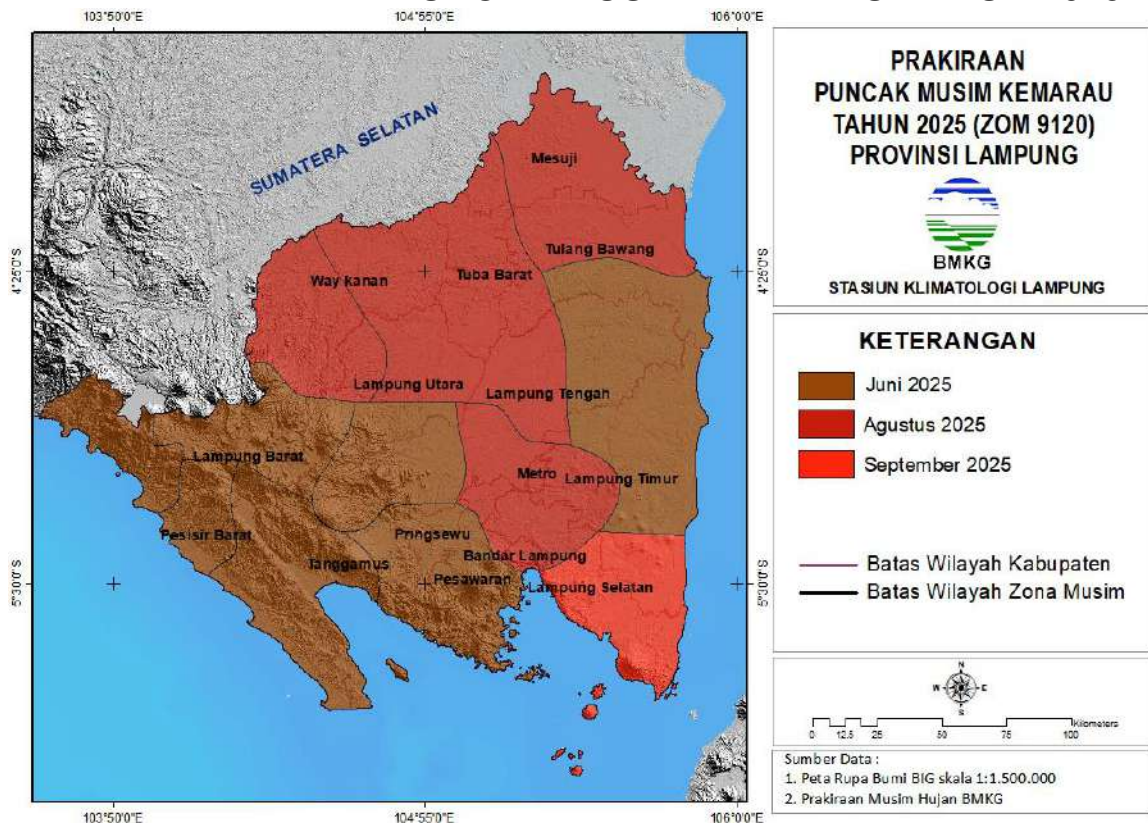 103°50'0"E
104°55'0"E
106°0'0"E
4°25'0"S
5°30'0"S
SUMATERA SELATAN
Mesuji
Tulang Bawang
Way kanan
Tuba Barat
Lampung Utara
Lampung Tengah
Lampung Barat
Metro
Lampung Timur
Pesisir Barat
Pringsewu
Tanggamus
Bandar Lampung
Pesawaran
Lampung Selatan
4°25'0"S
5°30'0"S
103°50'0"E
104°55'0"E
106°0'0"E
PRAKIRAAN
PUNCAK MUSIM KEMARAU
TAHUN 2025 (ZOM 9120)
PROVINSI LAMPUNG
BMKG
STASIUN KLIMATOLOGI LAMPUNG
KETERANGAN
Juni 2025
Agustus 2025
September 2025
Batas Wilayah Kabupaten
Batas Wilayah Zona Musim
N
W
E
S
Kilometers
0 12.5 25 50 75 100
Sumber Data :
1. Peta Rupa Bumi BIG skala 1:1.500.000
2. Prakiraan Musim Hujan BMKG